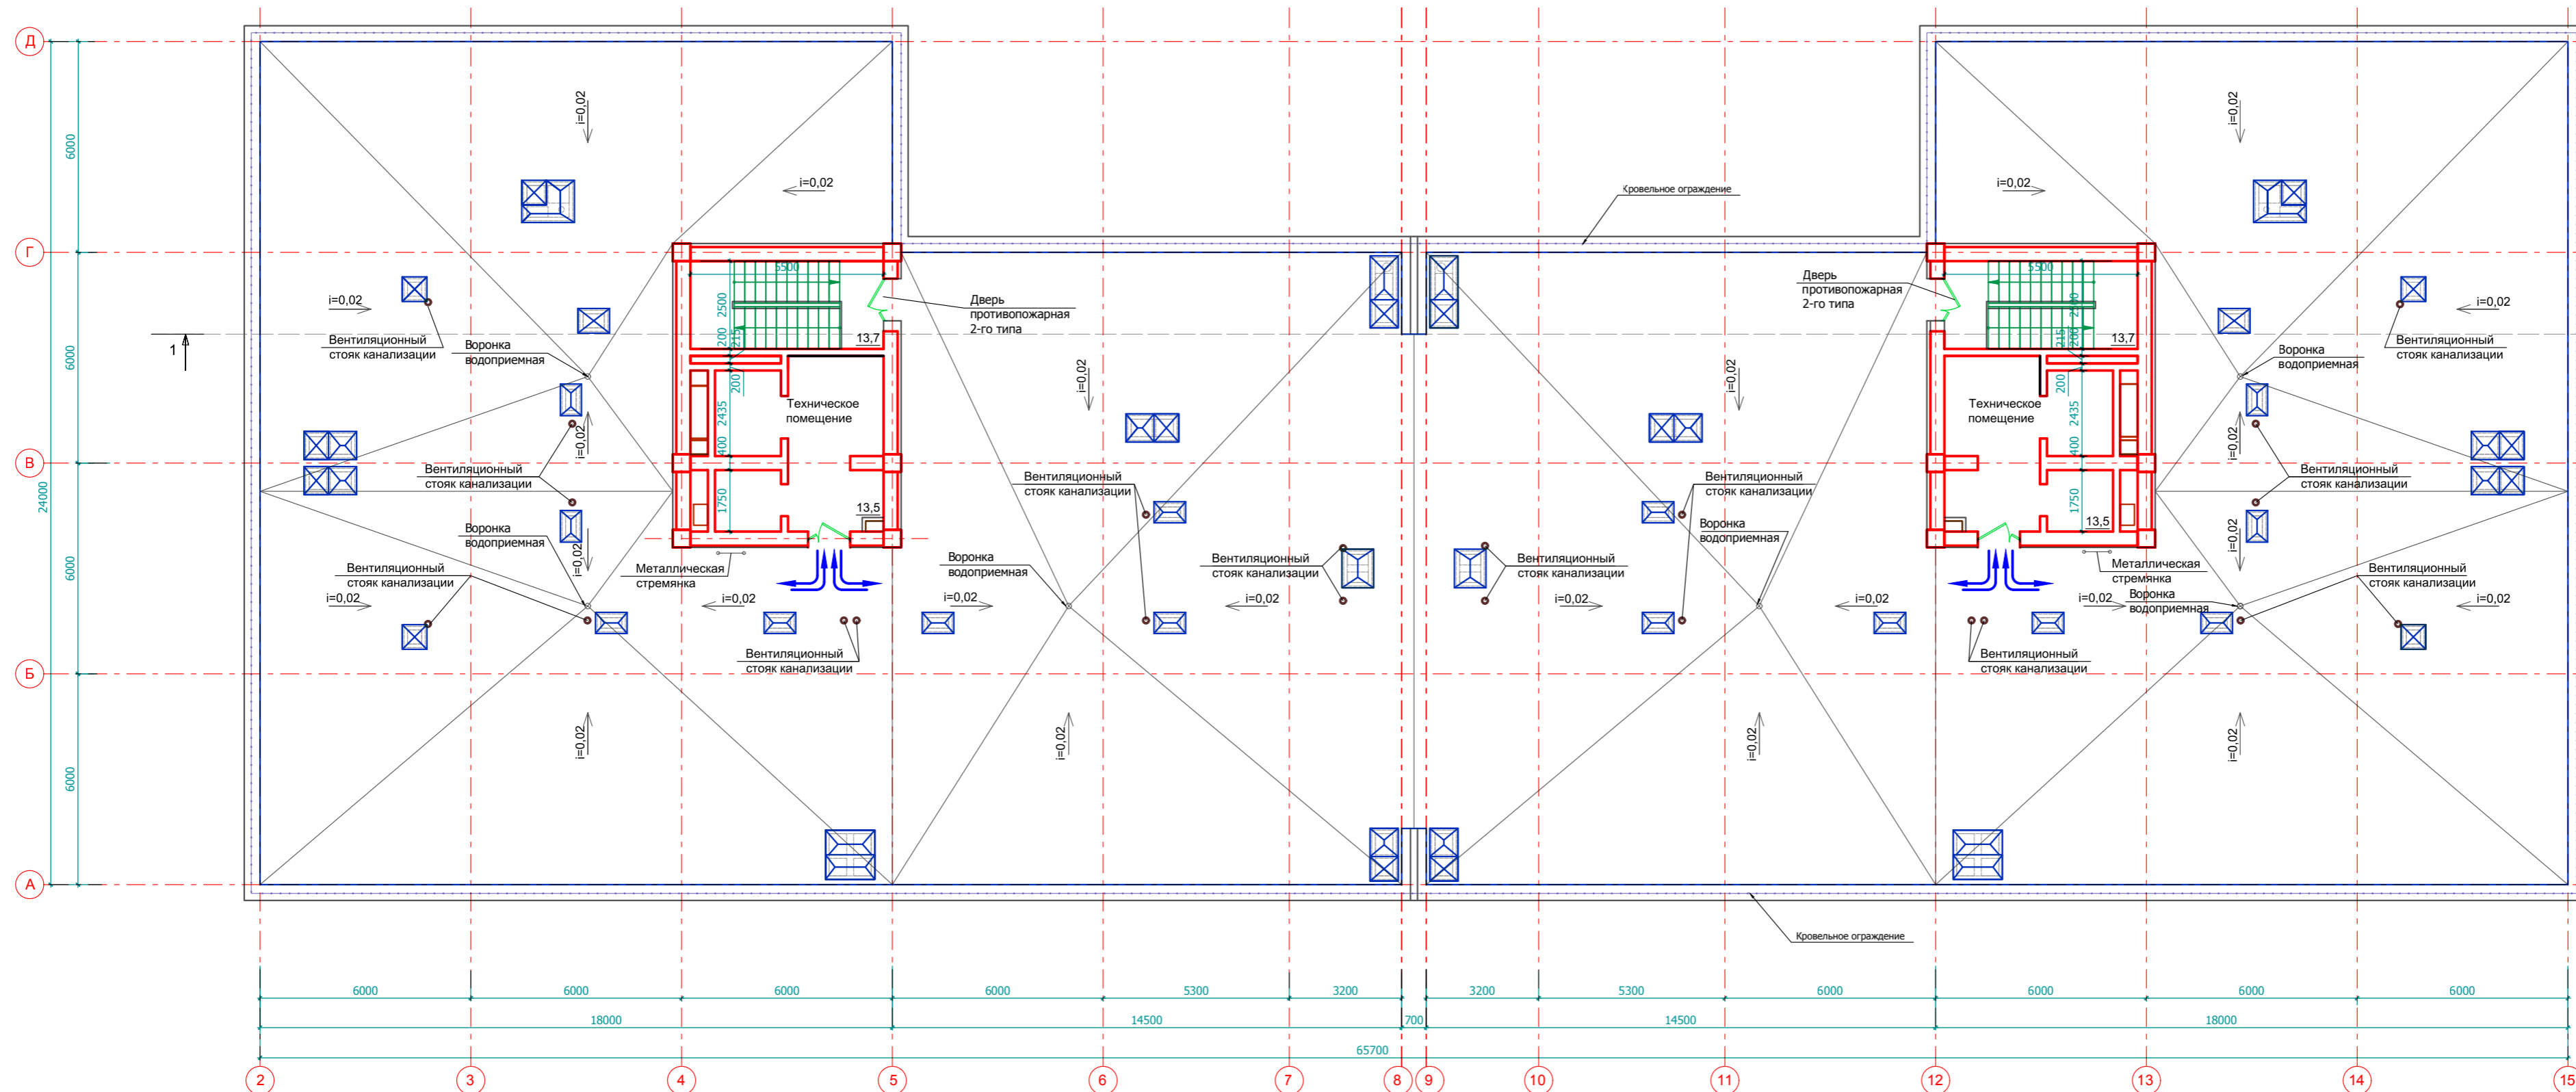 Д
6000
i=0,02
i=0,02
i=0,02
i=0,02
Кровельное ограждение
Г
5500
2500
200
215
13,7
Дверь
противопожарная
2-го типа
Дверь
противопожарная
2-го типа
5500
2500
215
200
13,7
i=0,02
Вентиляционный
стояк канализации
Воронка
водоприемная
i=0,02
Вентиляционный
стояк канализации
Воронка
водоприемная
1
6000
200
2435
400
Техническое
помещение
i=0,02
i=0,02
i=0,02
Техническое
помещение
200
2435
400
i=0,02
В
24000
Вентиляционный
стояк канализации
1750
13,5
Вентиляционный
стояк канализации
Вентиляционный
стояк канализации
1750
13,5
Вентиляционный
стояк канализации
Воронка
водоприемная
i=0,02
Воронка
водоприемная
Воронка
водоприемная
i=0,02
6000
Вентиляционный
стояк канализации
Металлическая
стремянка
Вентиляционный
стояк канализации
Вентиляционный
стояк канализации
Металлическая
стремянка
Вентиляционный
стояк канализации
i=0,02
i=0,02
i=0,02
i=0,02
i=0,02
i=0,02
i=0,02
Воронка
водоприемная
i=0,02
Вентиляционный
стояк канализации
Вентиляционный
стояк канализации
Б
6000
i=0,02
i=0,02
i=0,02
i=0,02
А
Кровельное ограждение
6000
6000
6000
6000
5300
3200
3200
5300
6000
6000
6000
6000
18000
14500
700
14500
18000
65700
2
3
4
5
6
7
8
9
10
11
12
13
14
15